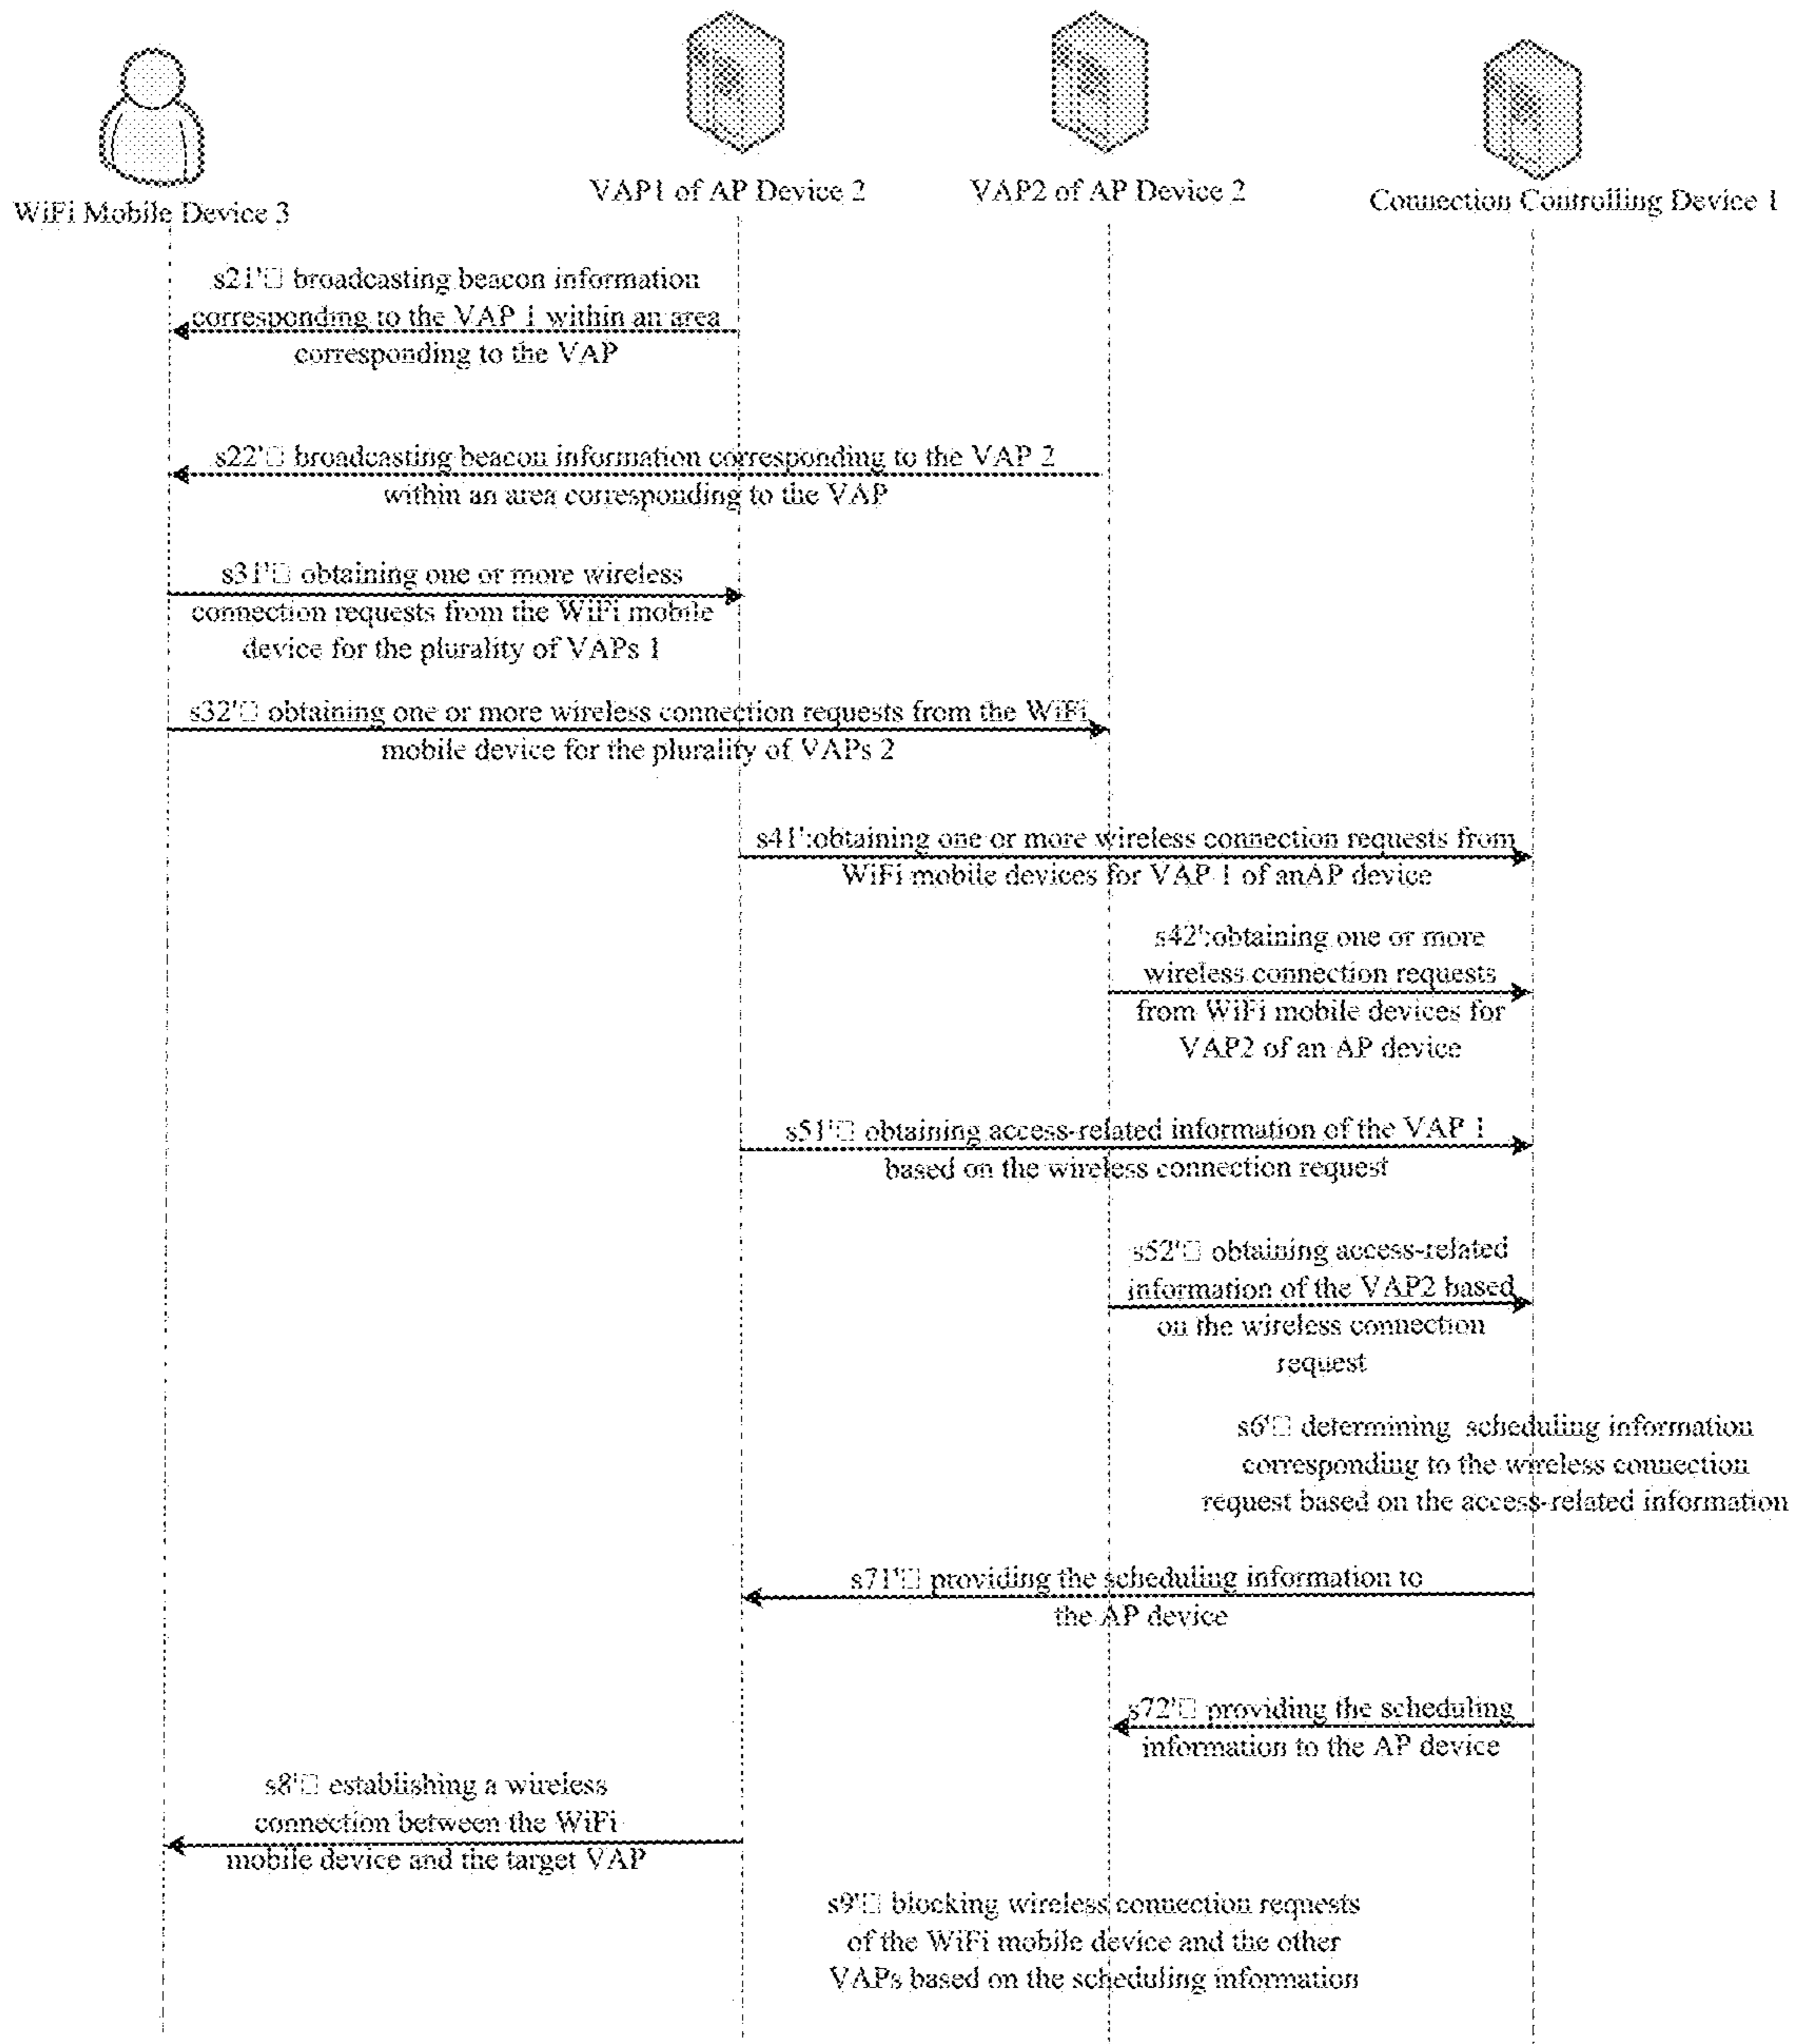 WiFi Mobile Device 3
VAP1 of AP Device 2
VAP2 of AP Device 2
Connection Controlling Device 1
s21'□ broadcasting beacon information
corresponding to the VAP 1 within an area
corresponding to the VAP
s22'□ broadcasting beacon information corresponding to the VAP 2
within an area corresponding to the VAP
s31'□ obtaining one or more wireless
connection requests from the WiFi mobile
device for the plurality of VAPs 1
s32'□ obtaining one or more wireless connection requests from the WiFi
mobile device for the plurality of VAPs 2
s41':obtaining one or more wireless connection requests from
WiFi mobile devices for VAP 1 of anAP device
s42':obtaining one or more
wireless connection requests
from WiFi mobile devices for
VAP2 of an AP device
s51'□ obtaining access-related information of the VAP 1
based on the wireless connection request
s52'□ obtaining access-related
information of the VAP2 based
on the wireless connection
request
s6'□ determining scheduling information
corresponding to the wireless connection
request based on the access-related information
s71'□ providing the scheduling information to
the AP device
s72'□ providing the scheduling
information to the AP device
s8'□ establishing a wireless
connection between the WiFi
mobile device and the target VAP
s9'□ blocking wireless connection requests
of the WiFi mobile device and the other
VAPs based on the scheduling information